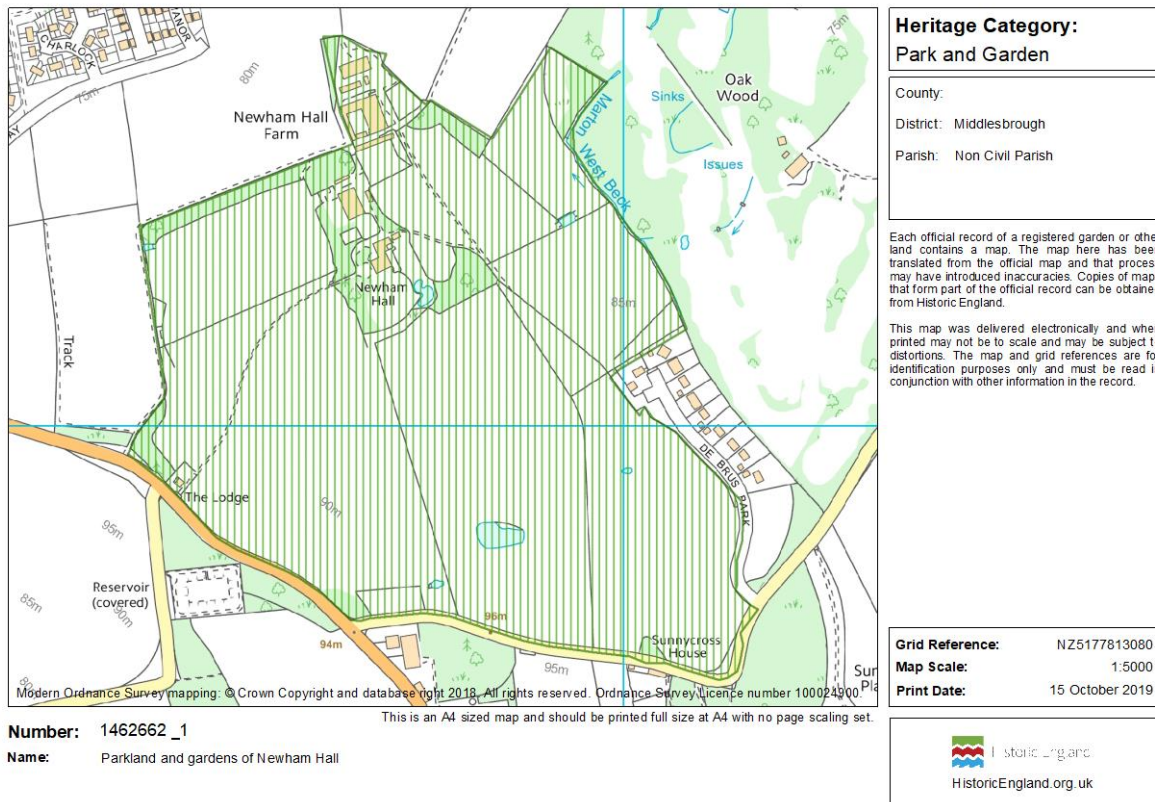 CHARLOCK
MANOR
75m
80m
WAY
Newham Hall
Farm
75m
Oak
Wood
Sinks
Issues
Marton
West Beck
Newham
Hall
85m
Track
DE BRUS PARK
The Lodge
90m
95m
Reservoir
(covered)
90m
85m
96m
94m
95m
Sunnycross
House
Modern Ordnance Survey mapping: © Crown Copyright and database right 2018. All rights reserved. Ordnance Survey Licence number 100024900.
This is an A4 sized map and should be printed full size at A4 with no page scaling set.
Number: 1462662 _1
Name: Parkland and gardens of Newham Hall
Heritage Category:
Park and Garden
County:
District: Middlesbrough
Parish: Non Civil Parish
Each official record of a registered garden or othe
land contains a map. The map here has bee
translated from the official map and that proces
may have introduced inaccuracies. Copies of map
that form part of the official record can be obtaine
from Historic England.
This map was delivered electronically and whe
printed may not be to scale and may be subject t
distortions. The map and grid references are fo
identification purposes only and must be read i
conjunction with other information in the record.
Grid Reference: NZ5177813080
Map Scale: 1:5000
Print Date: 15 October 2019
Historic England
HistoricEngland.org.uk